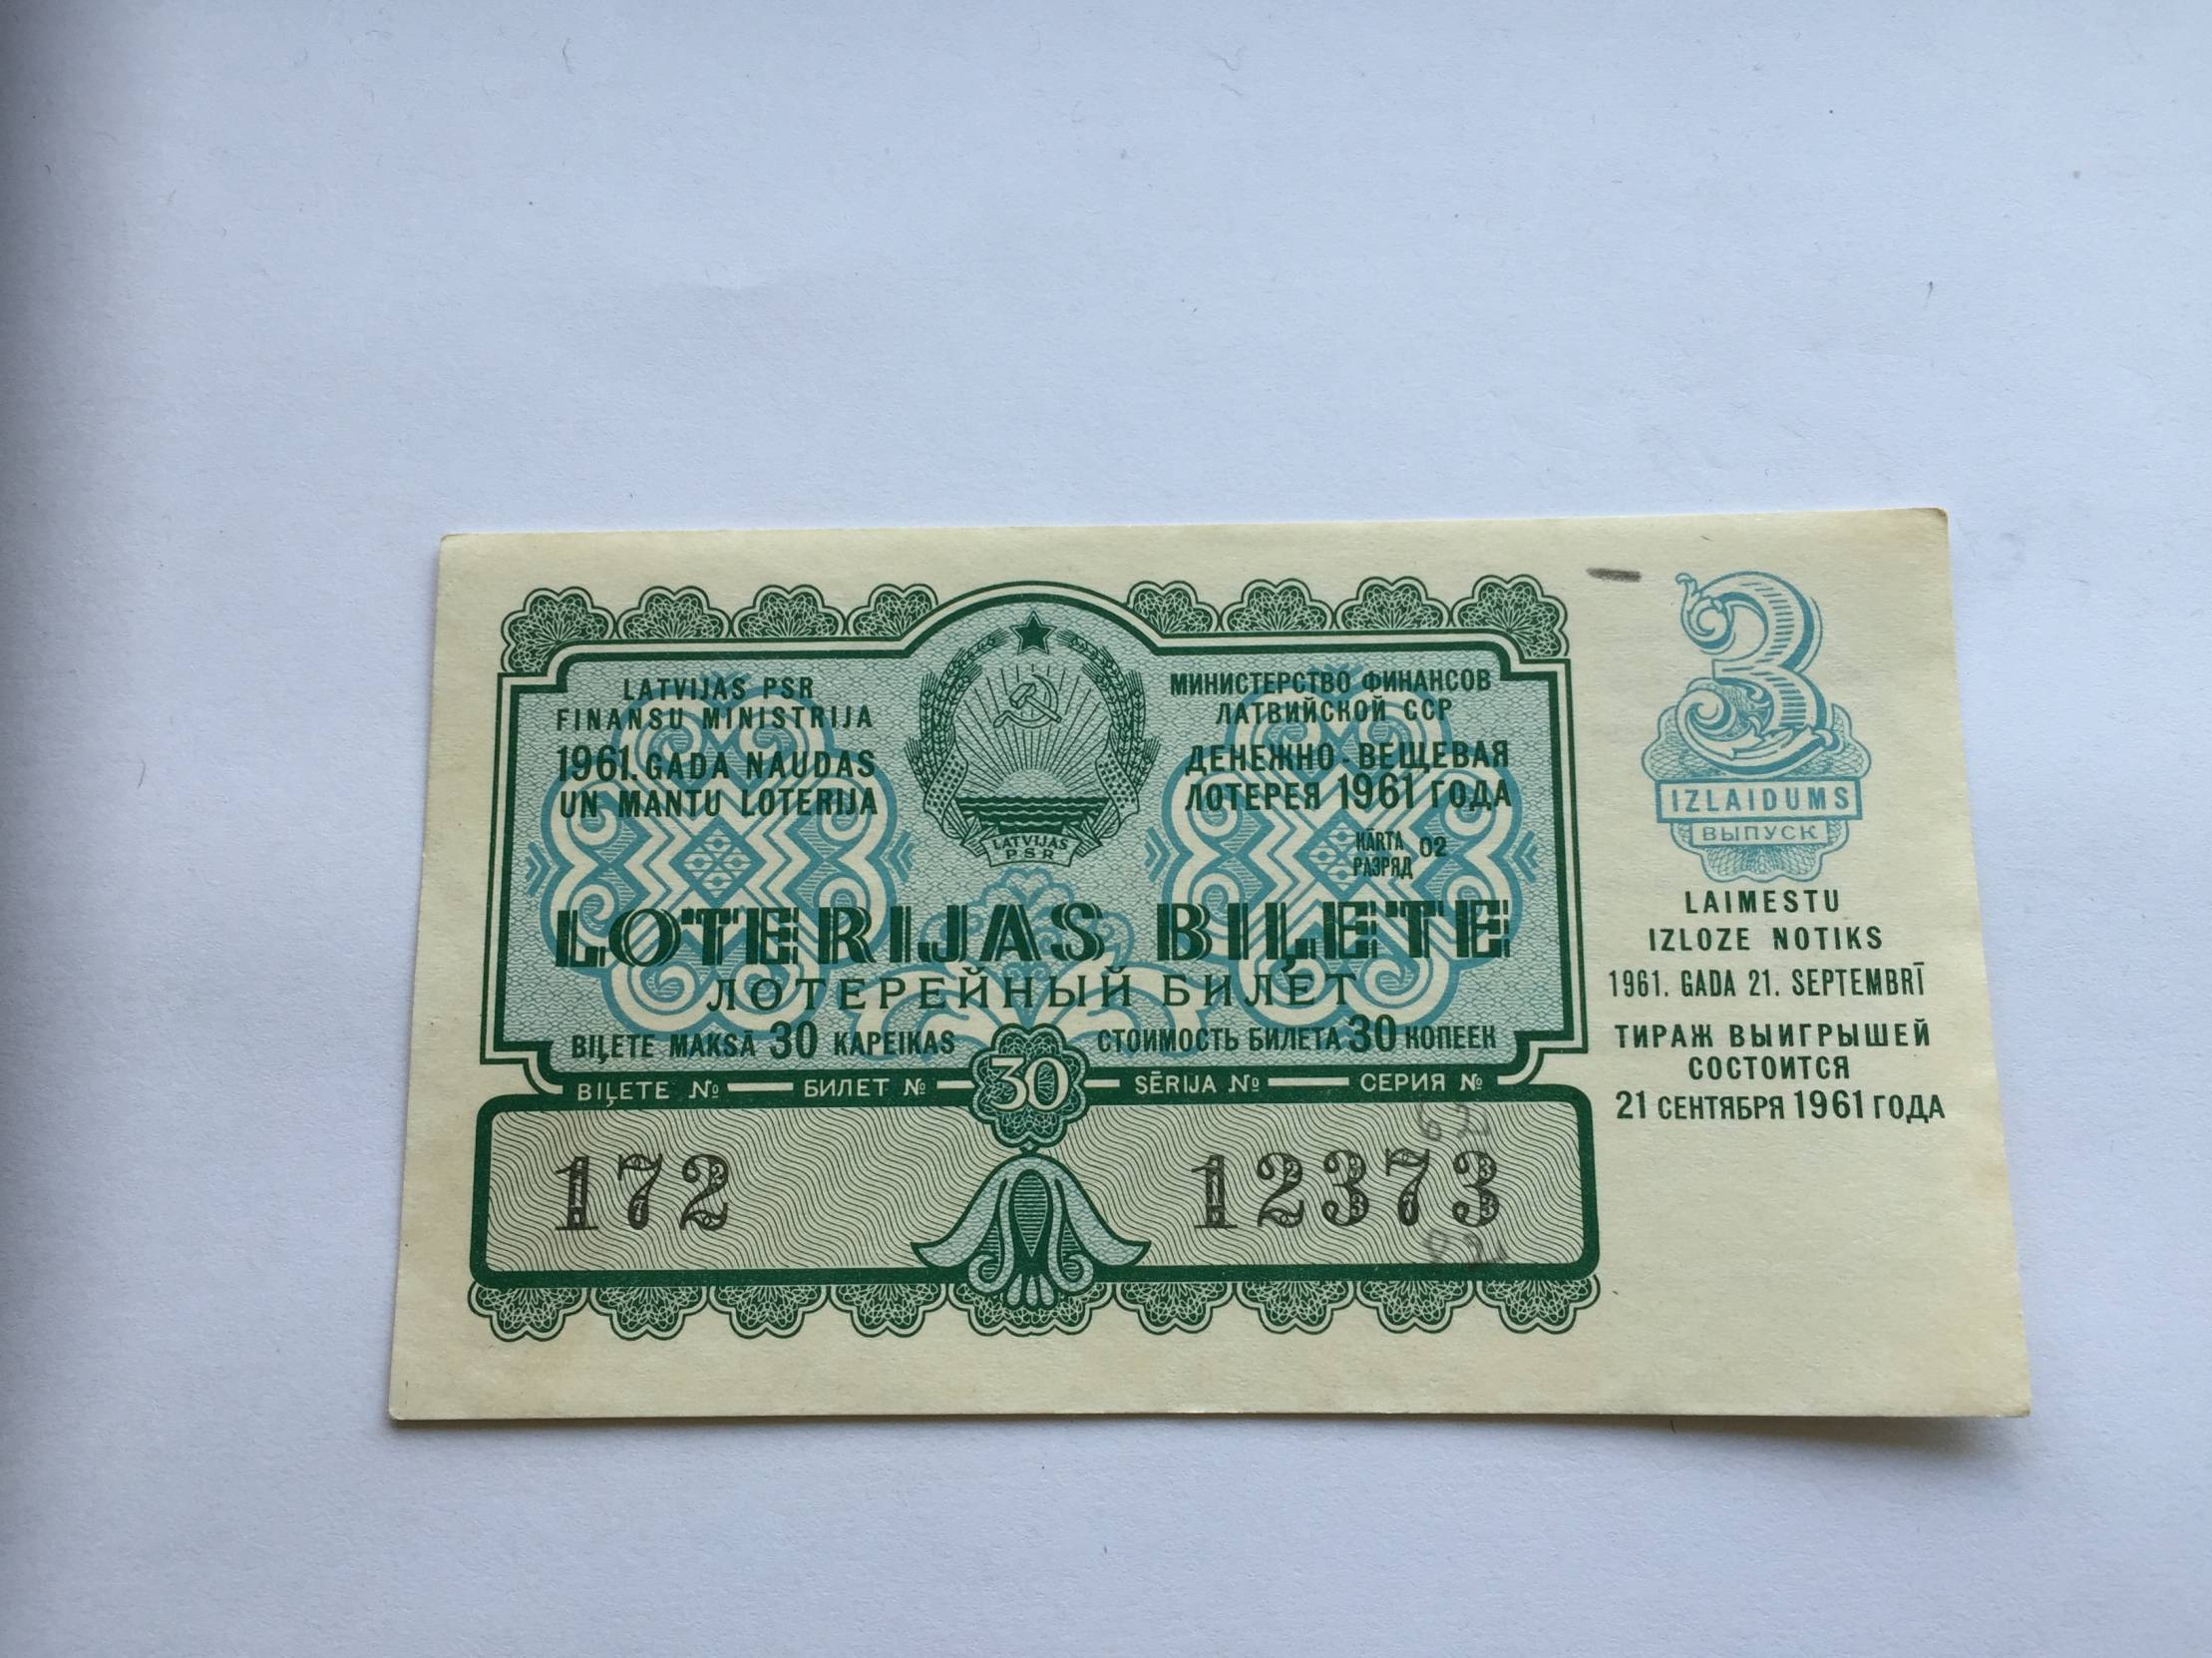 LATVIJAS PSR
FINANSU MINISTRIJA
1961. GADA NAUDAS
UN MANTU LOTERIJA
LATVIJAS
PSR
МИНИСТЕРСТВО ФИНАНСОВ
ЛАТВИЙСКОЙ ССР
ДЕНЕЖНО-ВЕЩЕВАЯ
ЛОТЕРЕЯ 1961 ГОДА
KĀRTA 02
РАЗРЯД
LOTERIJAS BIĻETE
ЛОТЕРЕЙНЫЙ БИЛЕТ
BIĻETE MAKSĀ 30 KAPEIKAS
СТОИМОСТЬ БИЛЕТА 30 КОПЕЕК
BIĻETE № — БИЛЕТ № — 30 — SĒRIJA № — СЕРИЯ №
62
172 12373
3
IZLAIDUMS
ВЫПУСК
LAIMESTU
IZLOZE NOTIKS
1961. GADA 21. SEPTEMBRĪ
ТИРАЖ ВЫИГРЫШЕЙ
СОСТОИТСЯ
21 СЕНТЯБРЯ 1961 ГОДА